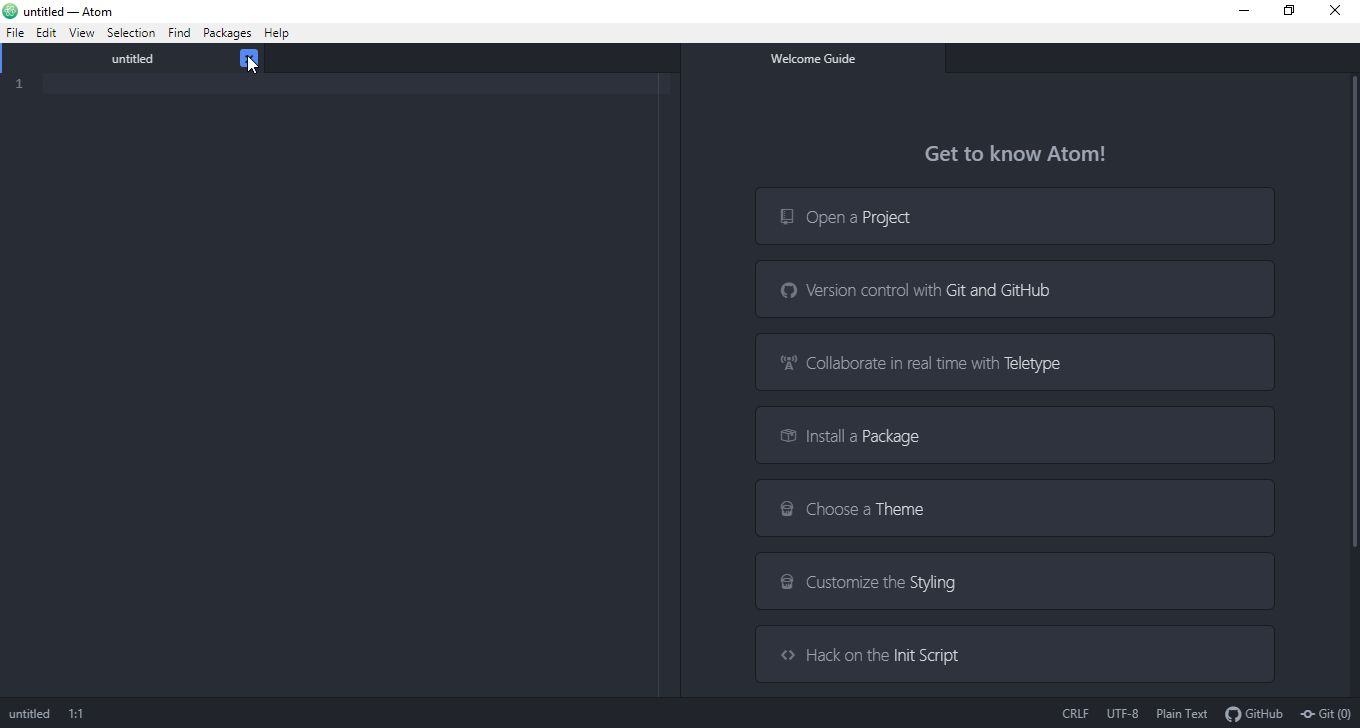 untitled — Atom
File Edit View Selection Find Packages Help
untitled
Welcome Guide
1
Get to know Atom!
Open a Project
Version control with Git and GitHub
Collaborate in real time with Teletype
Install a Package
Choose a Theme
Customize the Styling
Hack on the Init Script
untitled 1:1 CRLF UTF-8 Plain Text GitHub Git (0)